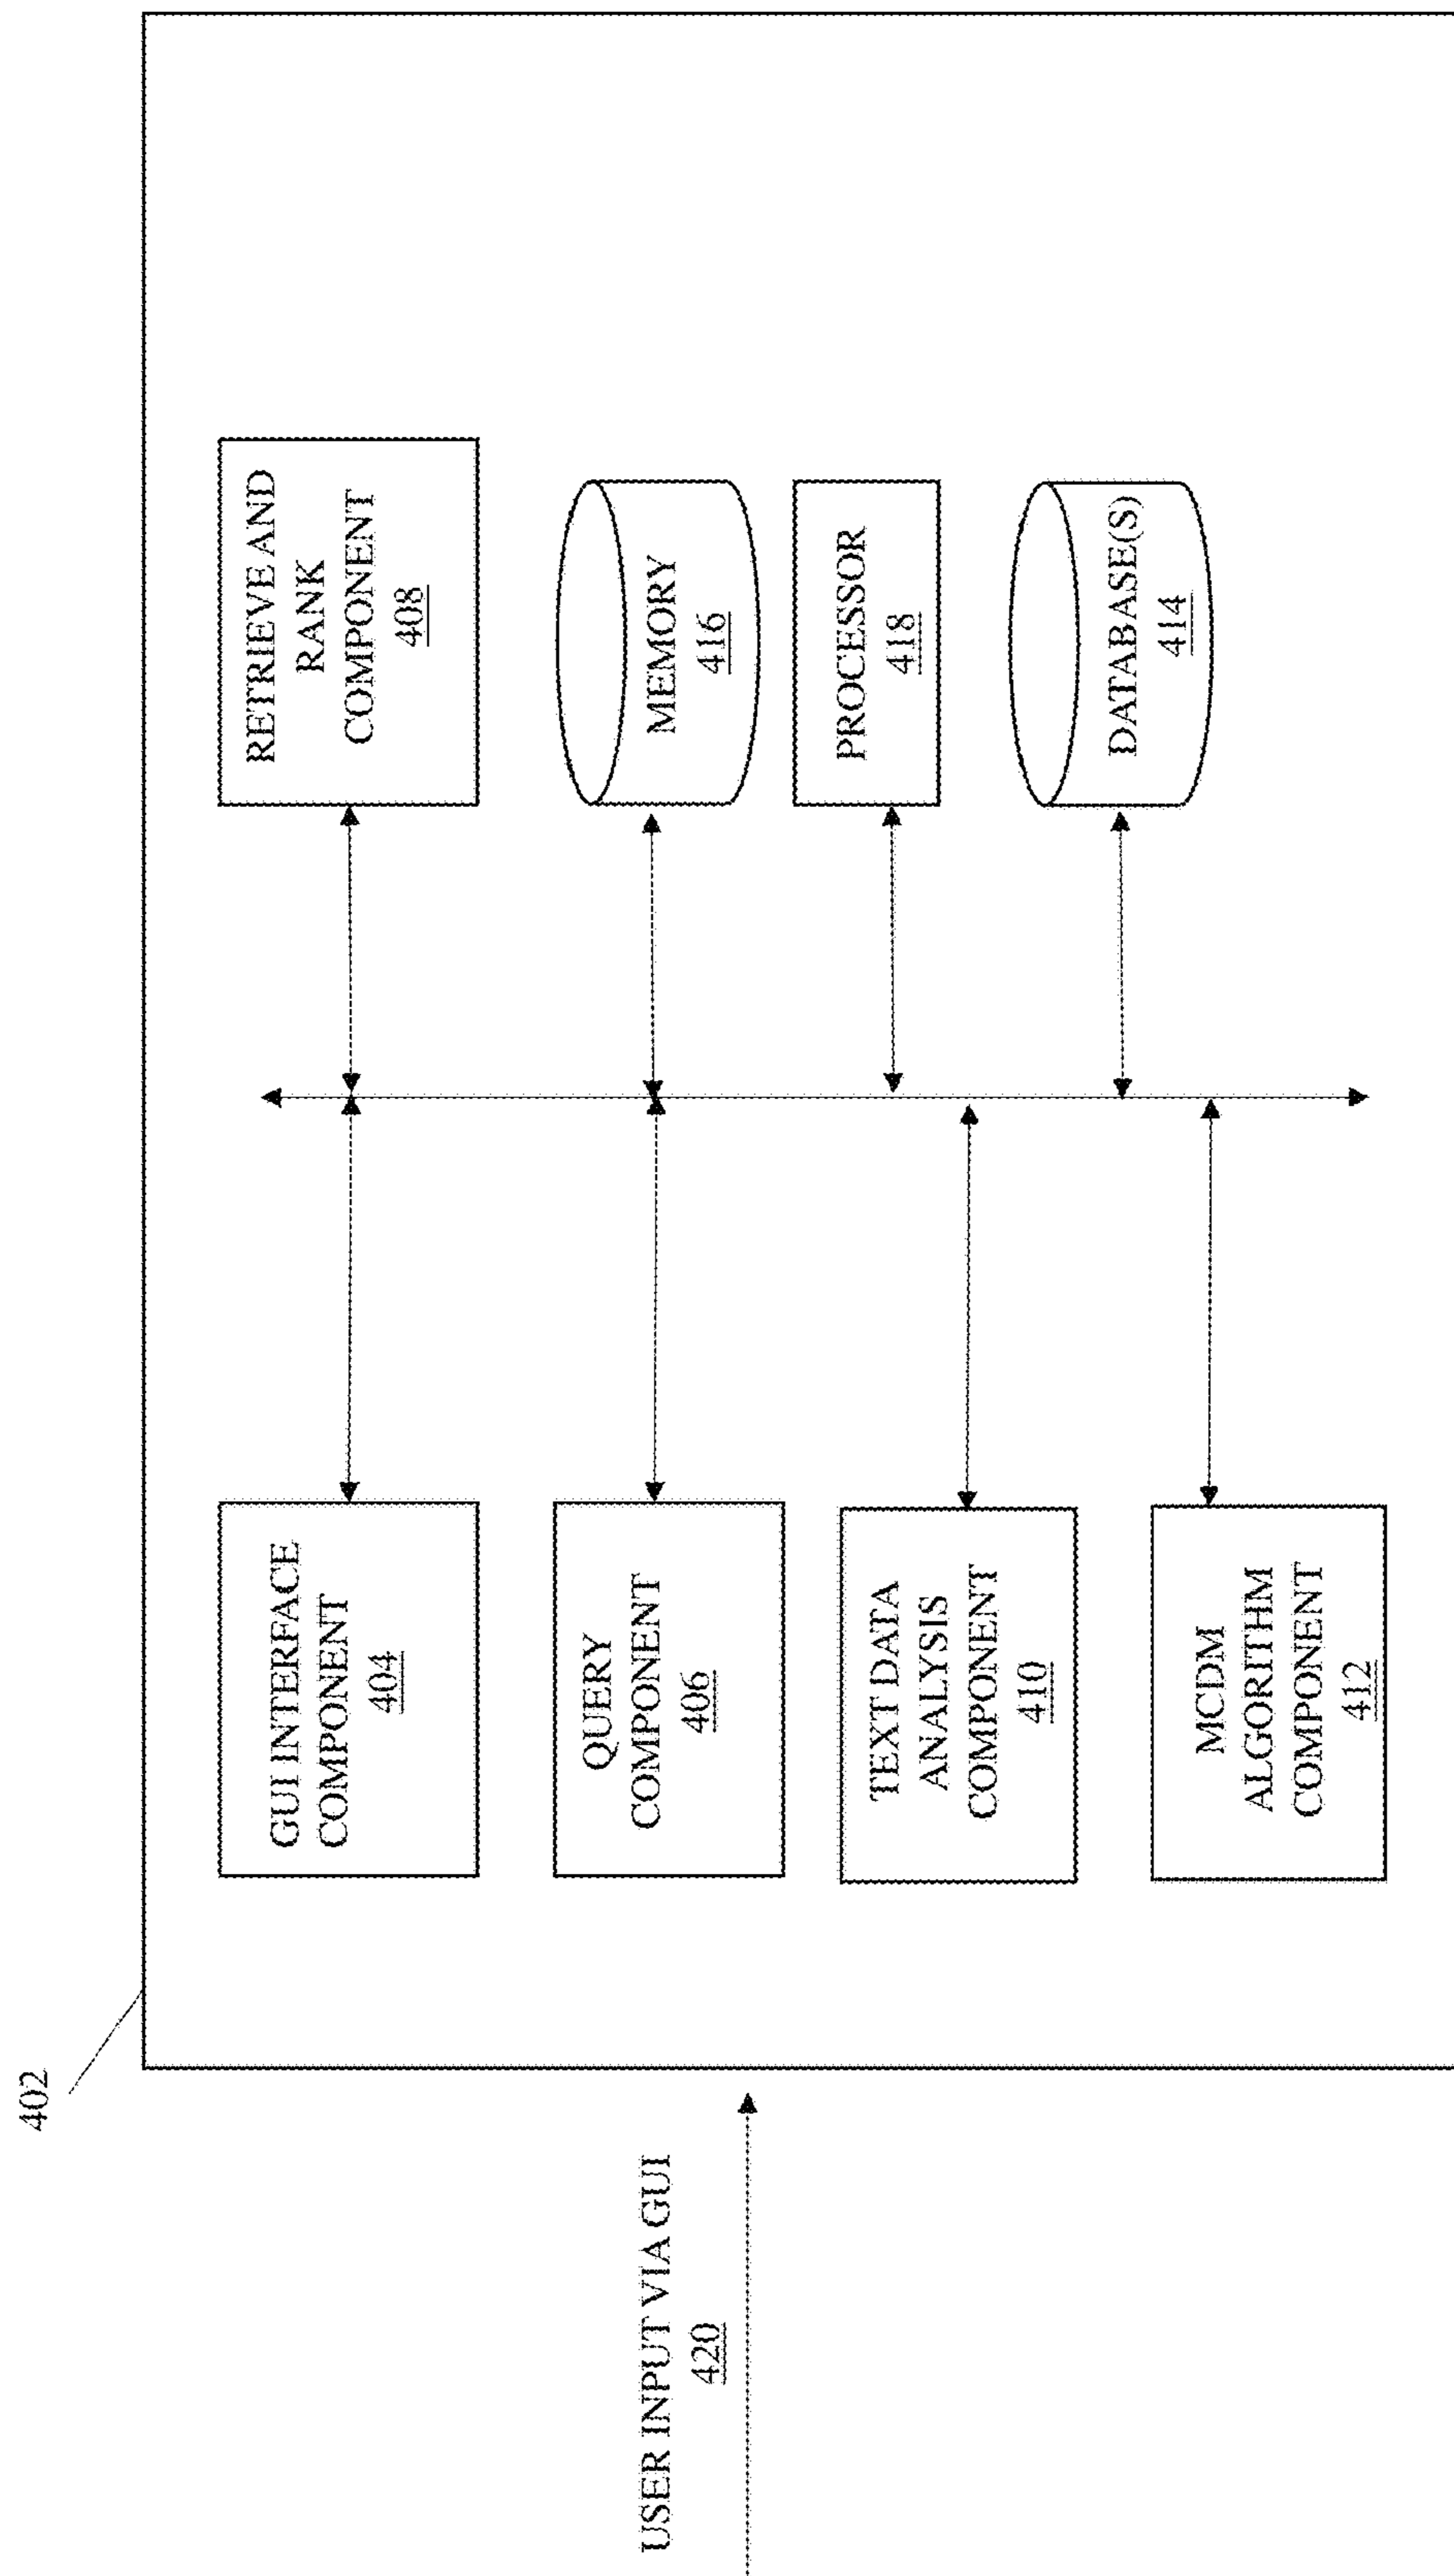 402
USER INPUT VIA GUI
420
GUI INTERFACE
COMPONENT
404
QUERY
COMPONENT
406
TEXT DATA
ANALYSIS
COMPONENT
410
MCDM
ALGORITHM
COMPONENT
412
RETRIEVE AND
RANK
COMPONENT
408
MEMORY
416
PROCESSOR
418
DATABASE(S)
414